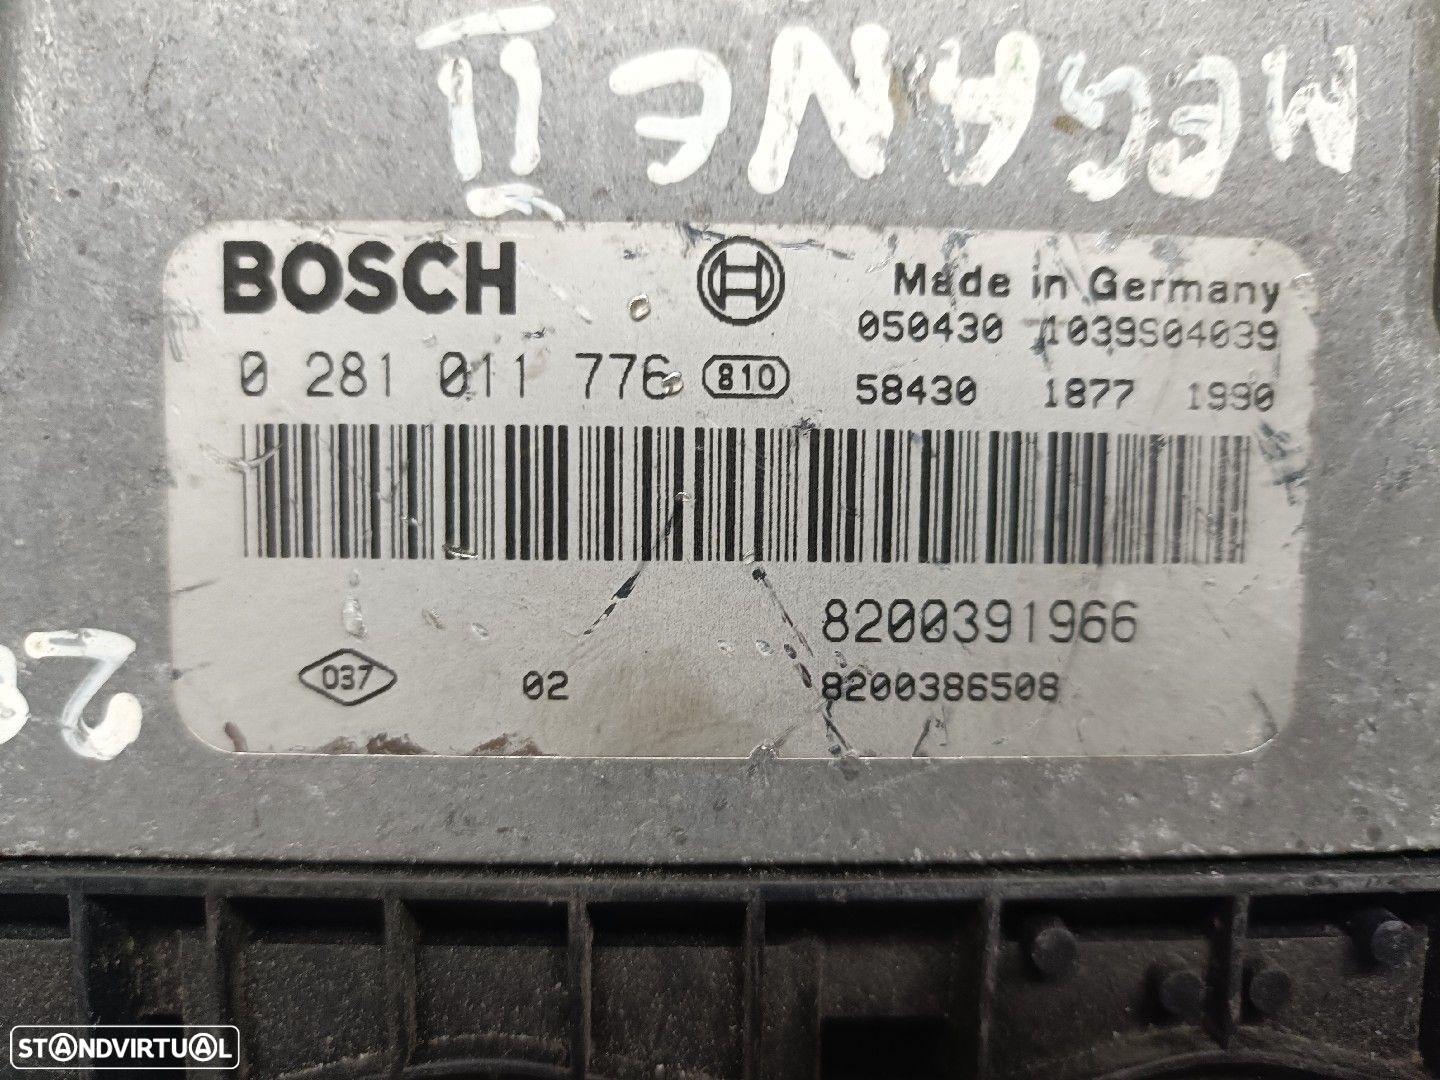 MEGANE II
BOSCH
Made in Germany
050430 1039S04039
0 281 011 776 810
58430 1877 1990
8200391966
037 02 8200386508
STANDVIRTUAL